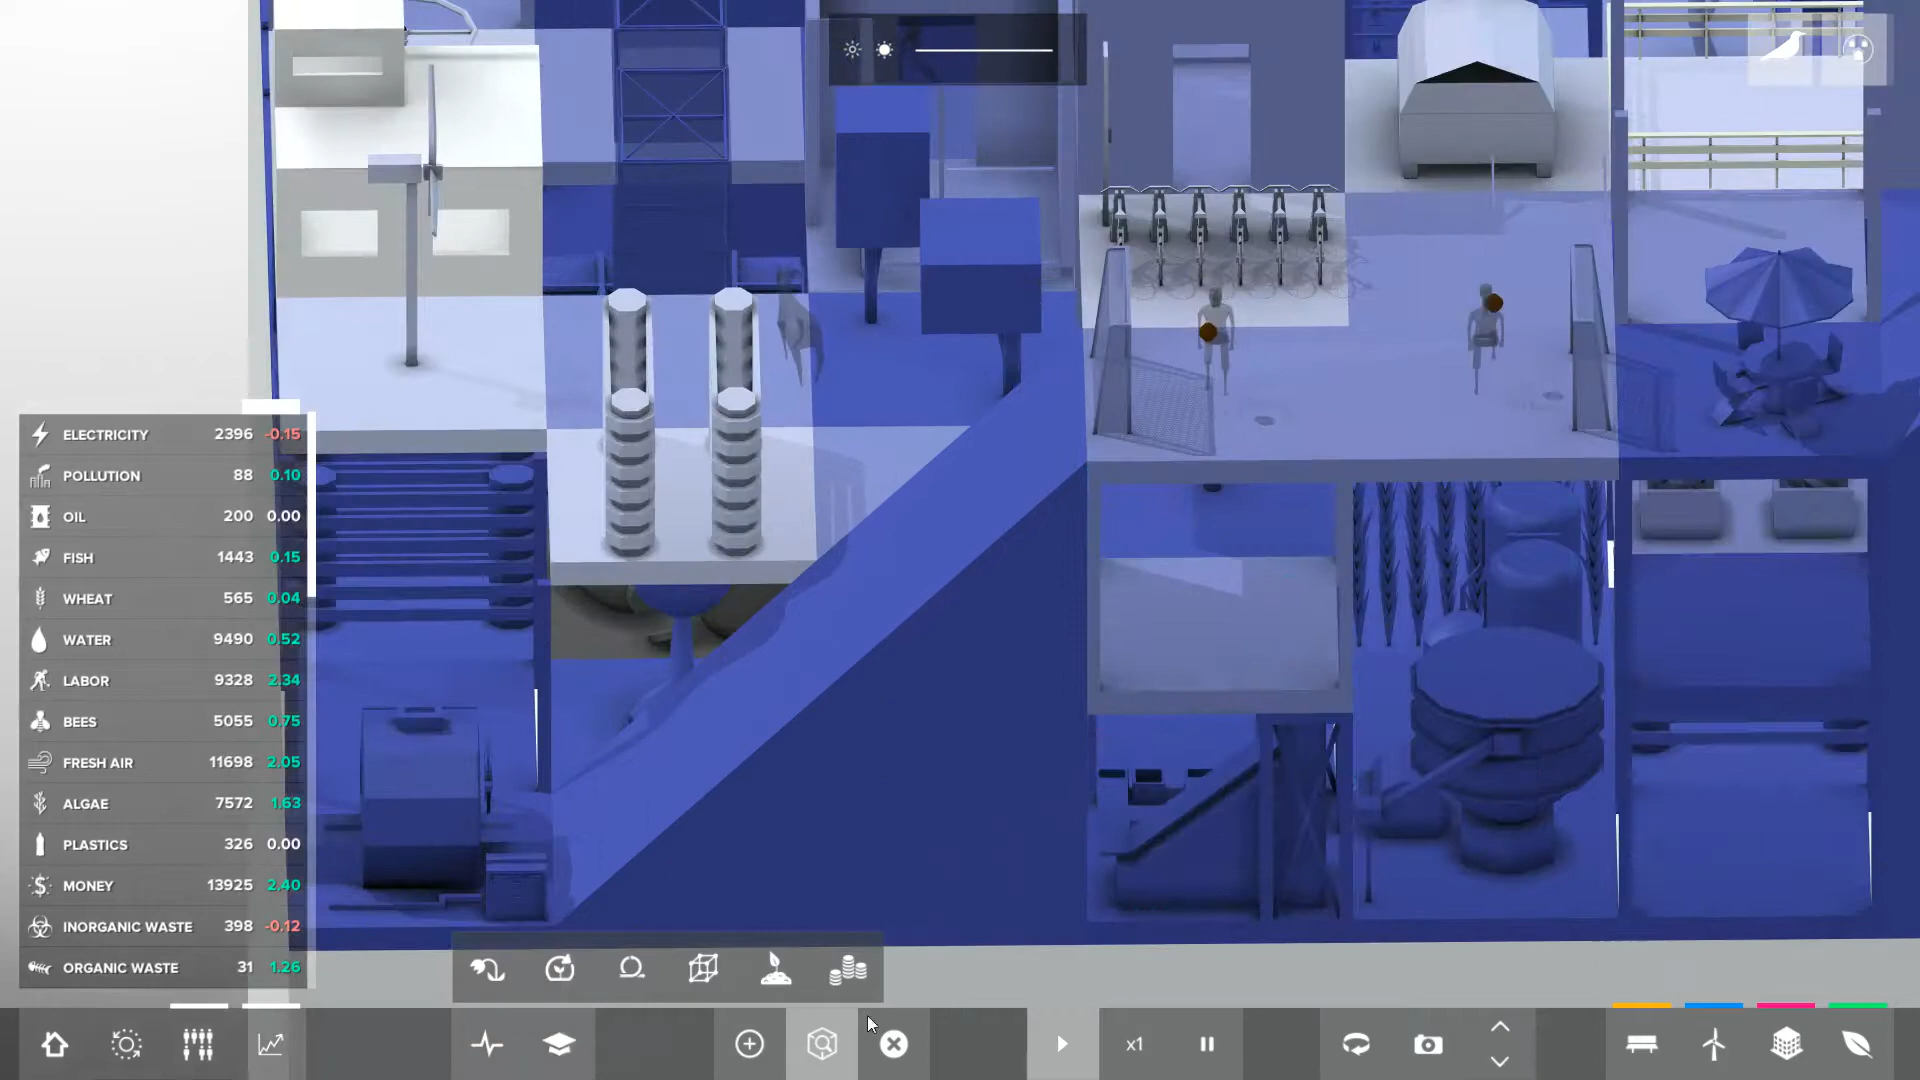 ELECTRICITY 2396 -0.15
POLLUTION 88 0.10
OIL 200 0.00
FISH 1443 0.15
WHEAT 565 0.04
WATER 9490 0.52
LABOR 9328 2.34
BEES 5055 0.75
FRESH AIR 11698 2.05
ALGAE 7572 1.63
PLASTICS 326 0.00
MONEY 13925 2.40
INORGANIC WASTE 398 -0.12
ORGANIC WASTE 31 1.26
x1